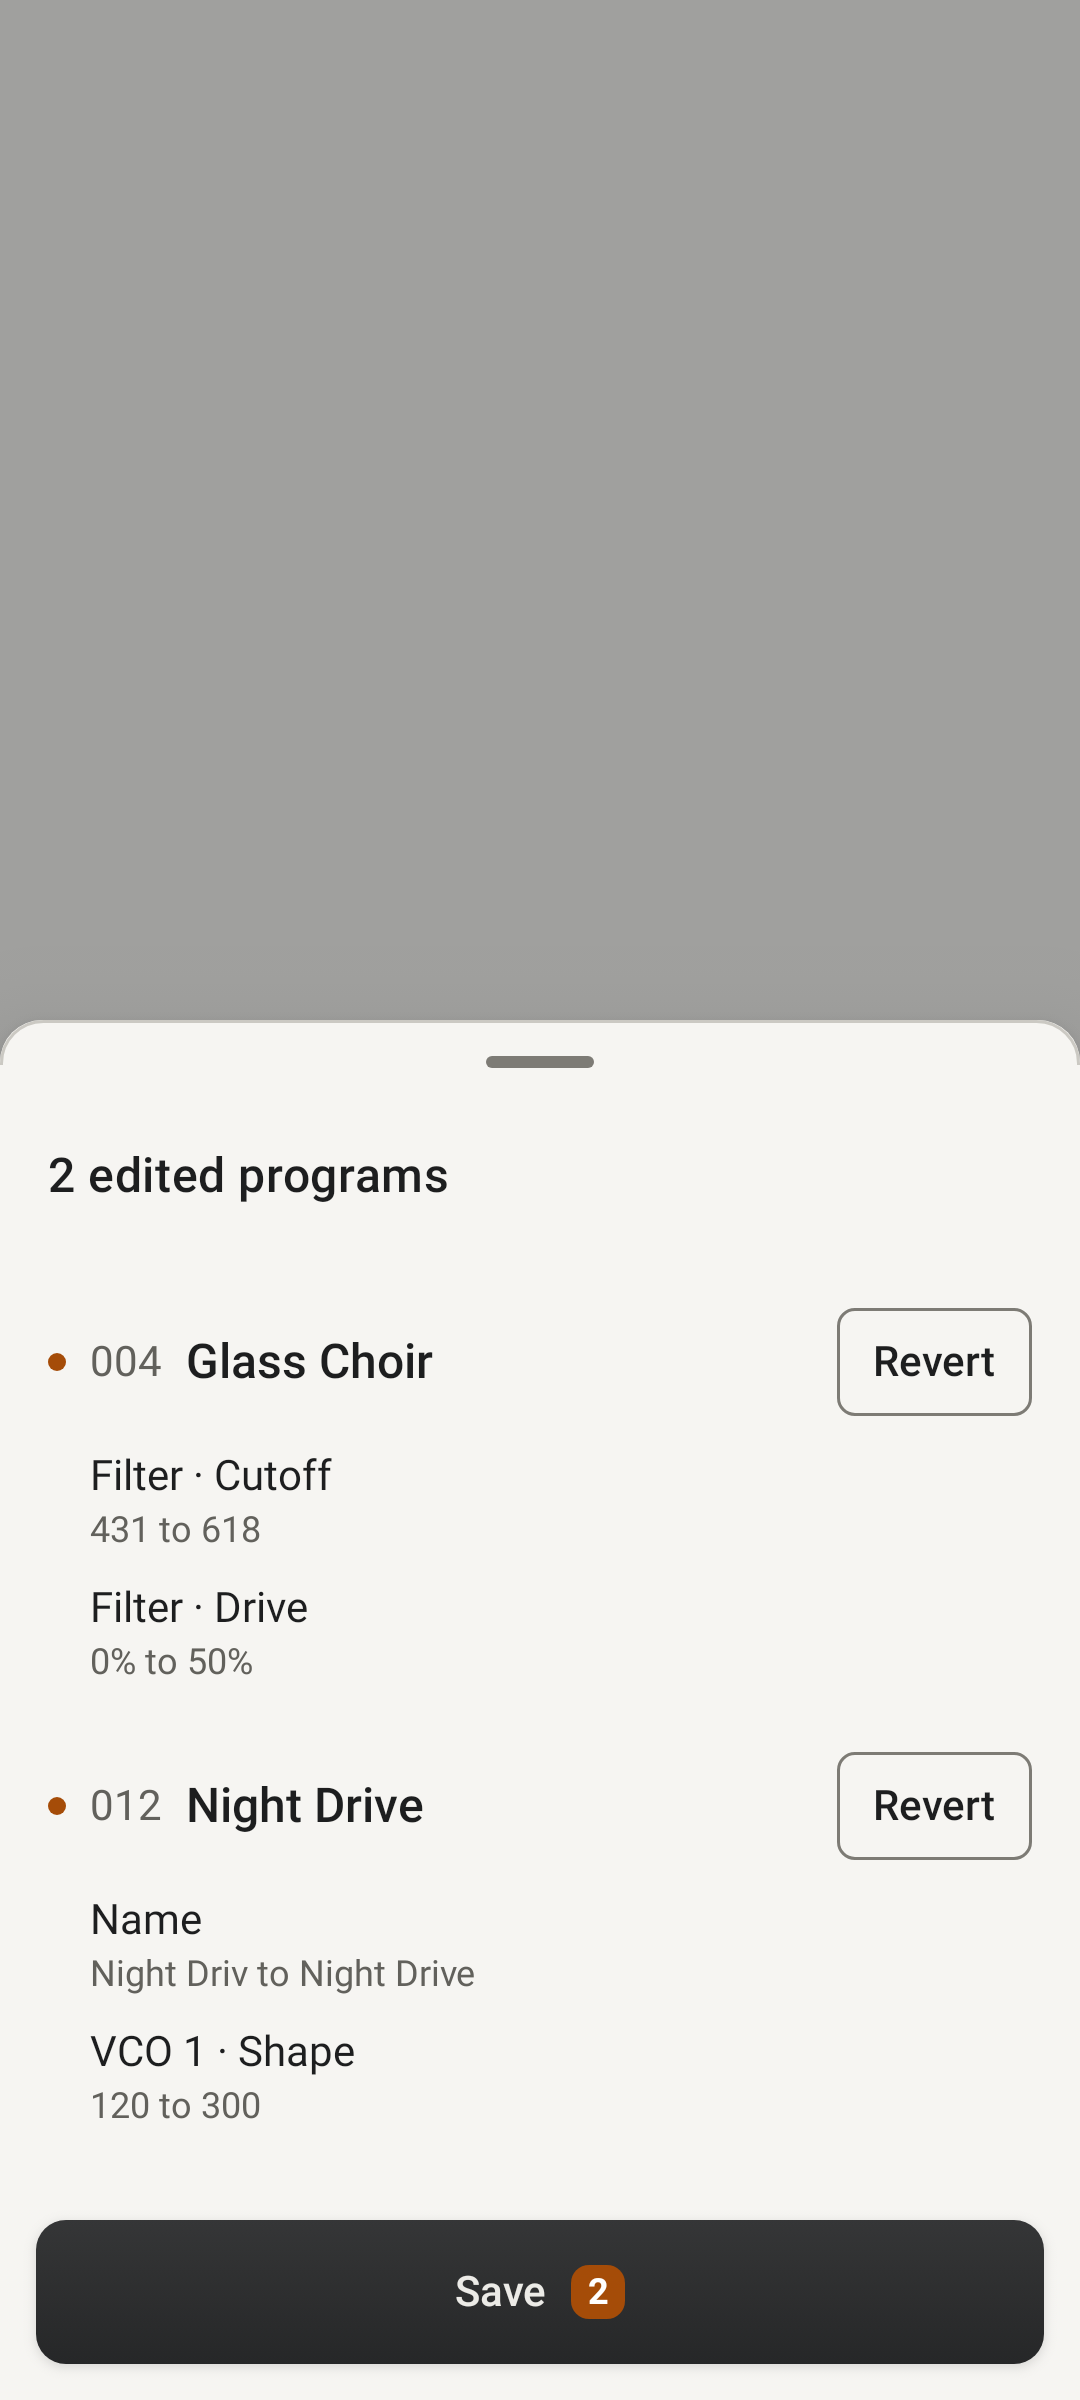 2 edited programs
004 Glass Choir Revert
Filter · Cutoff
431 to 618
Filter · Drive
0% to 50%
012 Night Drive Revert
Name
Night Driv to Night Drive
VCO 1 · Shape
120 to 300
Save 2